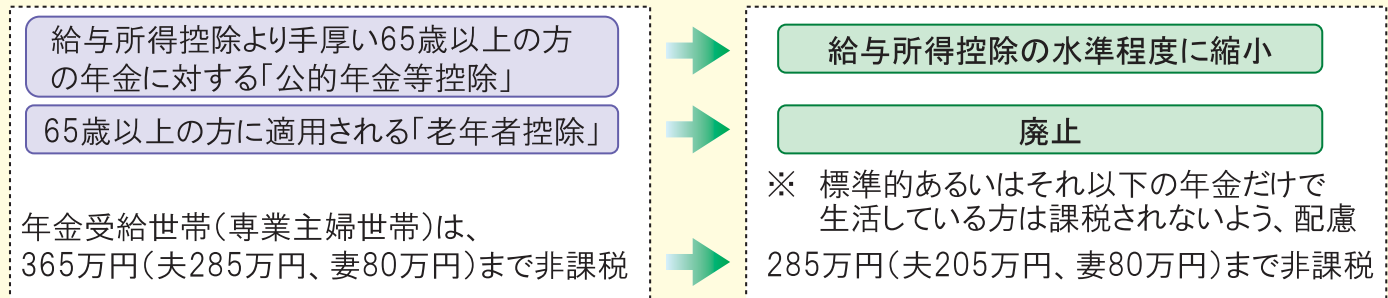 給与所得控除より手厚い65歳以上の方
の年金に対する「公的年金等控除」
給与所得控除の水準程度に縮小
65歳以上の方に適用される「老年者控除」
廃止
※ 標準的あるいはそれ以下の年金だけで
生活している方は課税されないよう、配慮
年金受給世帯（専業主婦世帯）は、
365万円（夫285万円、妻80万円）まで非課税
285万円（夫205万円、妻80万円）まで非課税